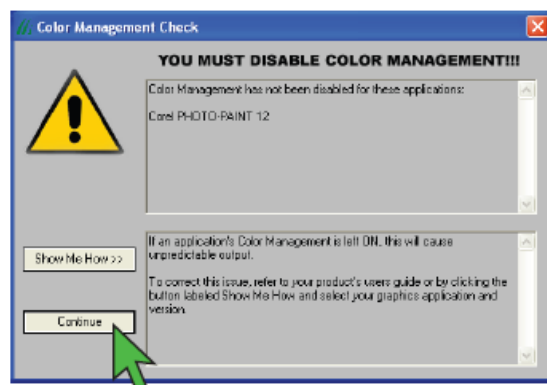 Color Management Check
YOU MUST DISABLE COLOR MANAGEMENT!!!
Color Management has not been disabled for these applications:
Corel PHOTO-PAINT 12
If an application's Color Management is left ON, this will cause
unpredictable output.
Show Me How >>
To correct this issue, refer to your product's users guide or by clicking the
button labeled Show Me How and select your graphics application and
version.
Continue